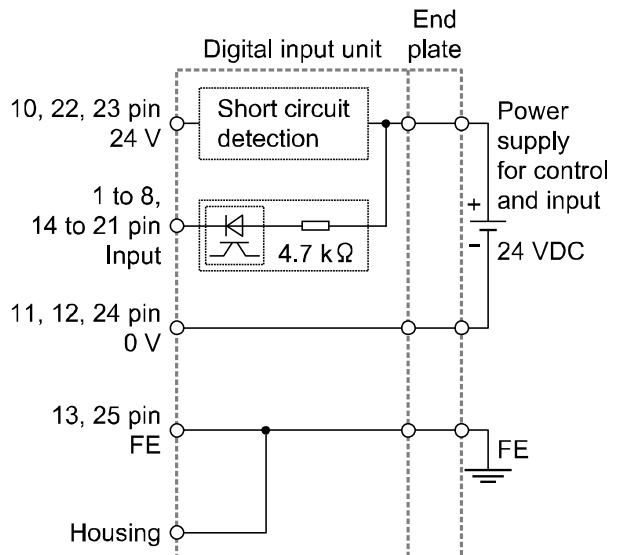 Digital input unit
End
plate
10, 22, 23 pin
24 V
Short circuit
detection
Power
supply
for control
and input
+
−
24 VDC
1 to 8,
14 to 21 pin
Input
4.7 kΩ
11, 12, 24 pin
0 V
13, 25 pin
FE
FE
Housing